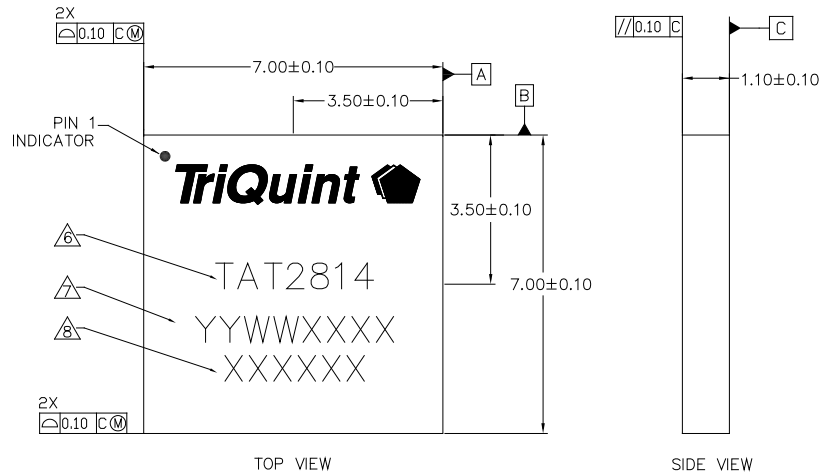 2X
⌓ 0.10 C Ⓜ
// 0.10 C
C
7.00±0.10
A
1.10±0.10
3.50±0.10
B
PIN 1
INDICATOR
TriQuint
3.50±0.10
6
TAT2814
7.00±0.10
7
YYWWXXXX
8
XXXXXX
2X
⌓ 0.10 C Ⓜ
TOP VIEW
SIDE VIEW